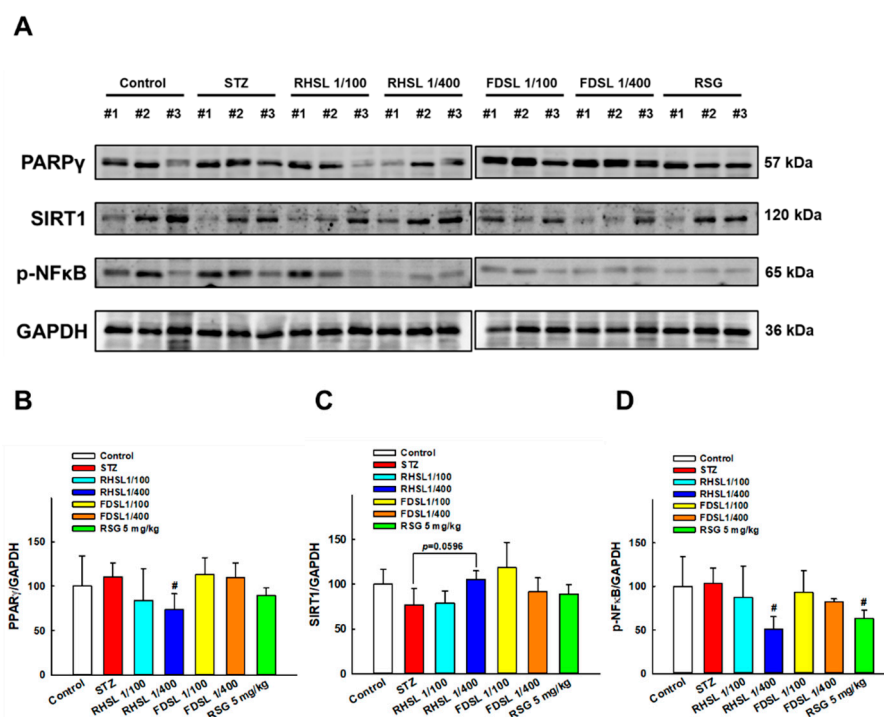 A
Control STZ RHSL 1/100 RHSL 1/400 FDSL 1/100 FDSL 1/400 RSG
#1 #2 #3 #1 #2 #3 #1 #2 #3 #1 #2 #3 #1 #2 #3 #1 #2 #3 #1 #2 #3
PARPγ 57 kDa
SIRT1 120 kDa
p-NFκB 65 kDa
GAPDH 36 kDa
B
Control
STZ
RHSL1/100
RHSL1/400
FDSL1/100
FDSL1/400
RSG 5 mg/kg
PPARγ/GAPDH
150
100
50
0
#
Control STZ RHSL 1/100 RHSL 1/400 FDSL 1/100 FDSL 1/400 RSG 5 mg/kg
C
Control
STZ
RHSL1/100
RHSL1/400
FDSL1/100
FDSL1/400
RSG 5 mg/kg
SIRT1/GAPDH
150
100
50
0
p=0.0596
Control STZ RHSL 1/100 RHSL 1/400 FDSL 1/100 FDSL 1/400 RSG 5 mg/kg
D
Control
STZ
RHSL1/100
RHSL1/400
FDSL1/100
FDSL1/400
RSG 5 mg/kg
p-NFκB/GAPDH
150
100
50
0
# #
Control STZ RHSL 1/100 RHSL 1/400 FDSL 1/100 FDSL 1/400 RSG 5 mg/kg